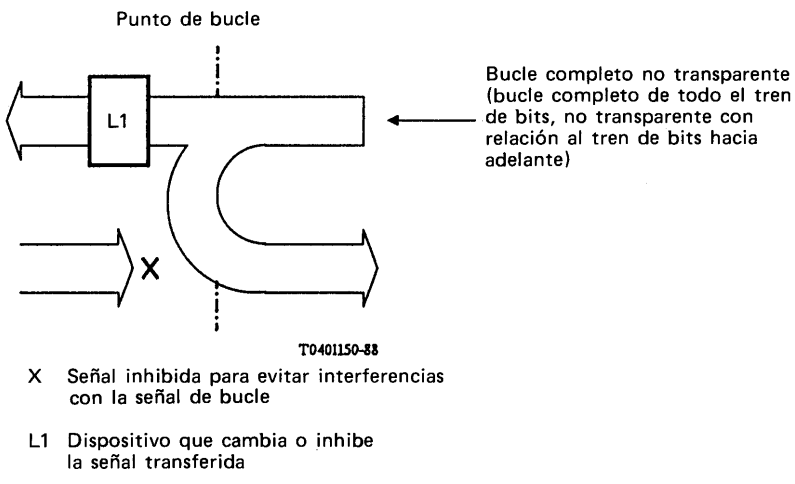 Punto de bucle
L1
Bucle completo no transparente
(bucle completo de todo el tren
de bits, no transparente con
relación al tren de bits hacia
adelante)
X
T0401150-88
X Señal inhibida para evitar interferencias
con la señal de bucle
L1 Dispositivo que cambia o inhibe
la señal transferida